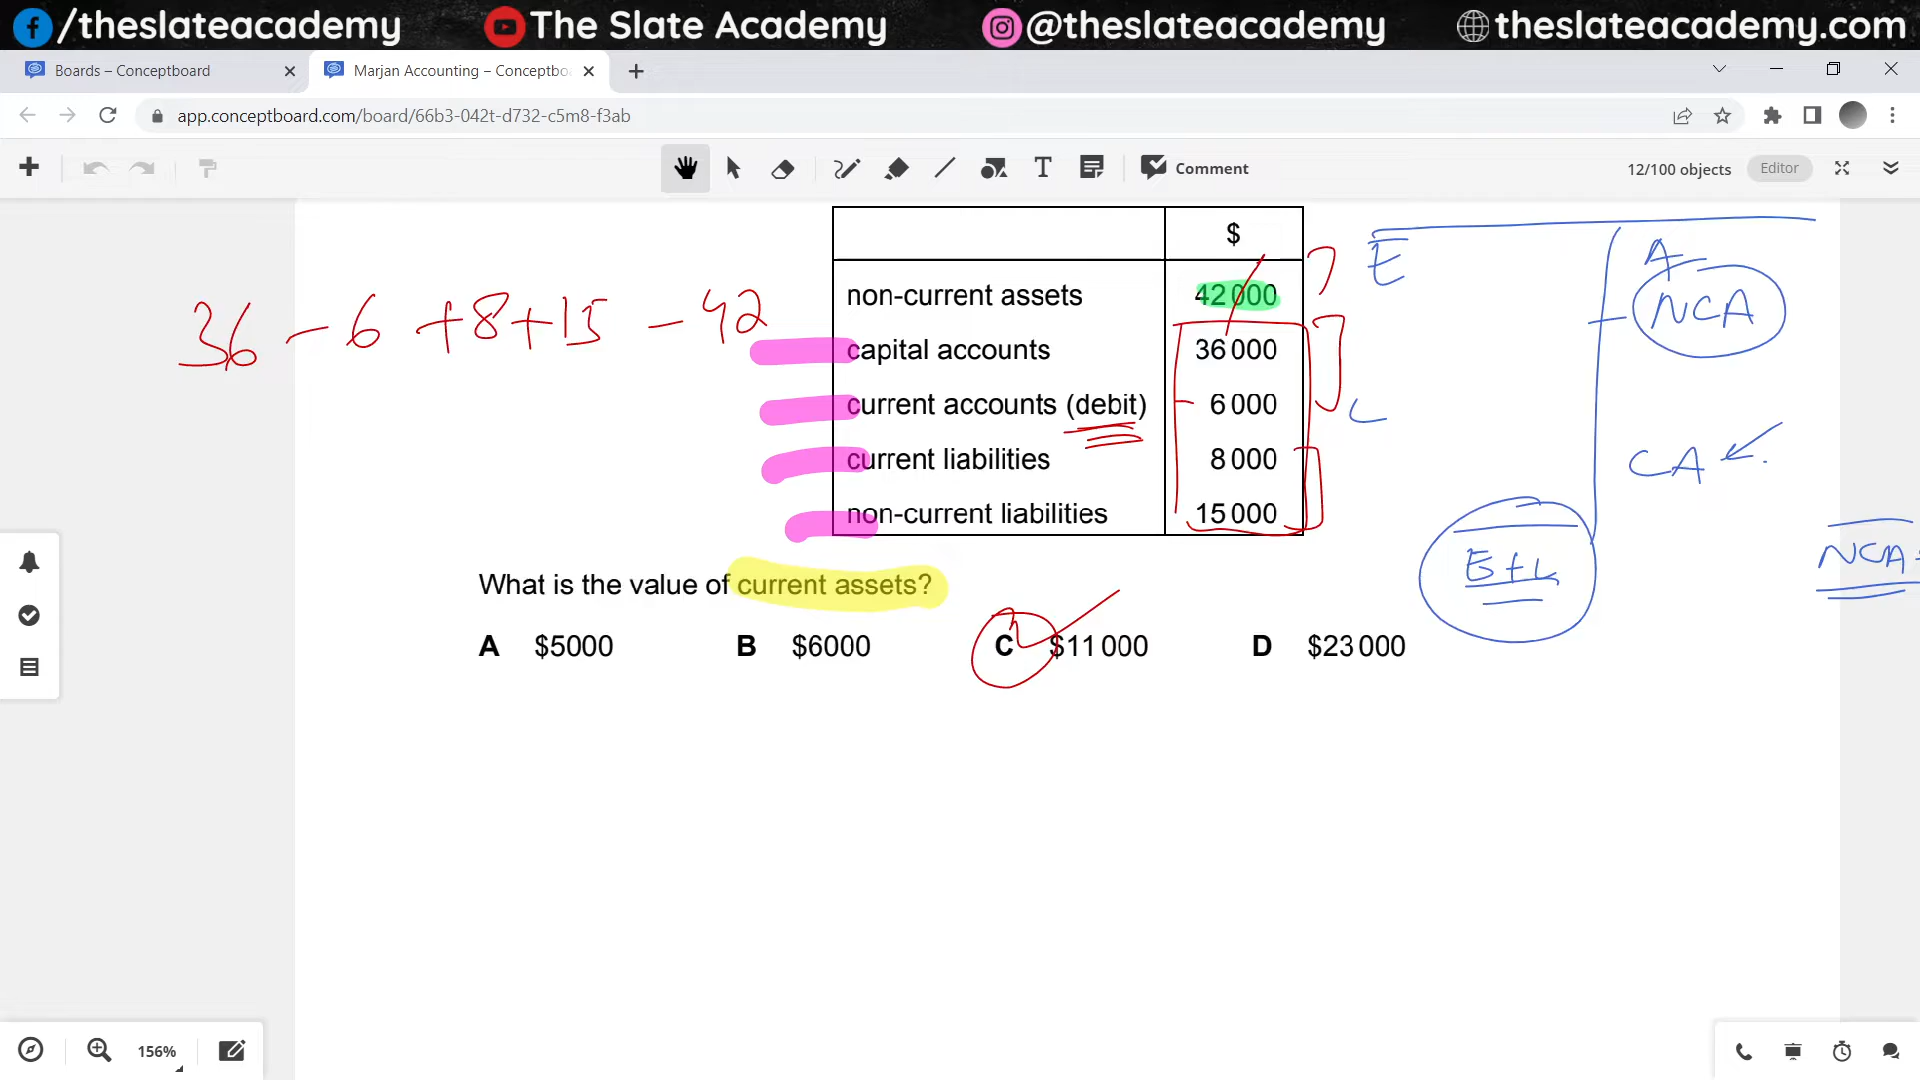 /theslateacademy The Slate Academy @theslateacademy theslateacademy.com
Boards – Conceptboard Marjan Accounting – Conceptbo
app.conceptboard.com/board/66b3-042t-d732-c5m8-f3ab
T Comment 12/100 objects Editor
$
non-current assets 42 000
capital accounts 36 000
current accounts (debit) 6 000
current liabilities 8 000
non-current liabilities 15 000
36 – 6 + 8 + 15 – 42
E A
NCA
L
CA
E + L
NCA
What is the value of current assets?
A $5000 B $6000 C $11 000 D $23 000
156%